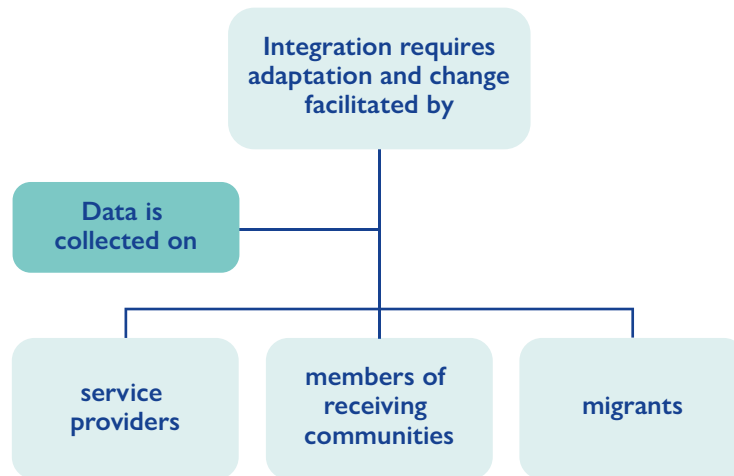 Integration requires
adaptation and change
facilitated by
Data is
collected on
service
providers
members of
receiving
communities
migrants